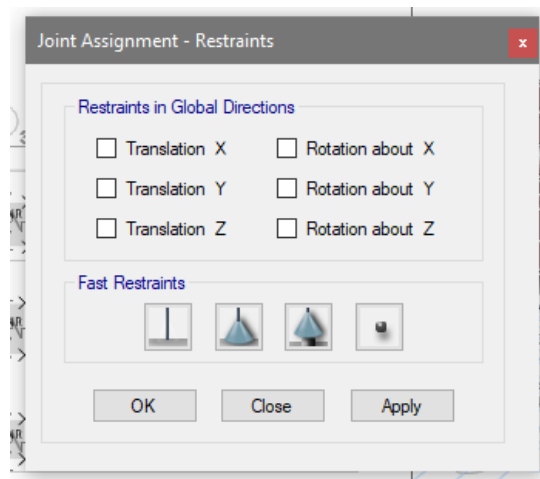 Joint Assignment - Restraints
x
Restraints in Global Directions
Translation X
Rotation about X
Translation Y
Rotation about Y
Translation Z
Rotation about Z
Fast Restraints
OK
Close
Apply